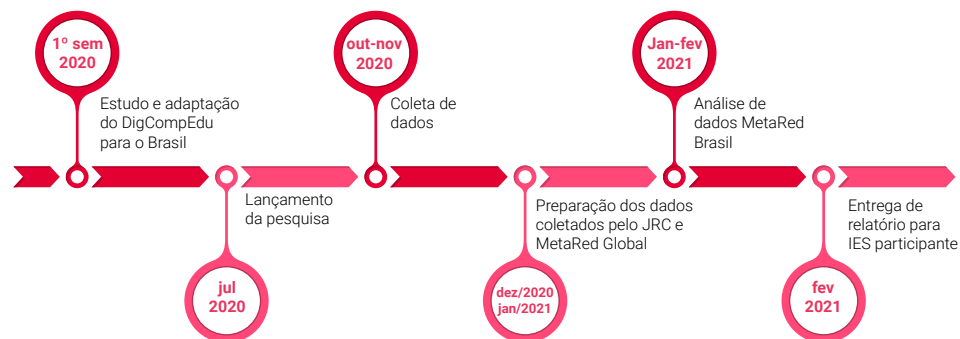 1º sem
2020
Estudo e adaptação
do DigCompEdu
para o Brasil
jul
2020
Lançamento
da pesquisa
out-nov
2020
Coleta de
dados
dez/2020
jan/2021
Preparação dos dados
coletados pelo JRC e
MetaRed Global
Jan-fev
2021
Análise de
dados MetaRed
Brasil
fev
2021
Entrega de
relatório para
IES participante